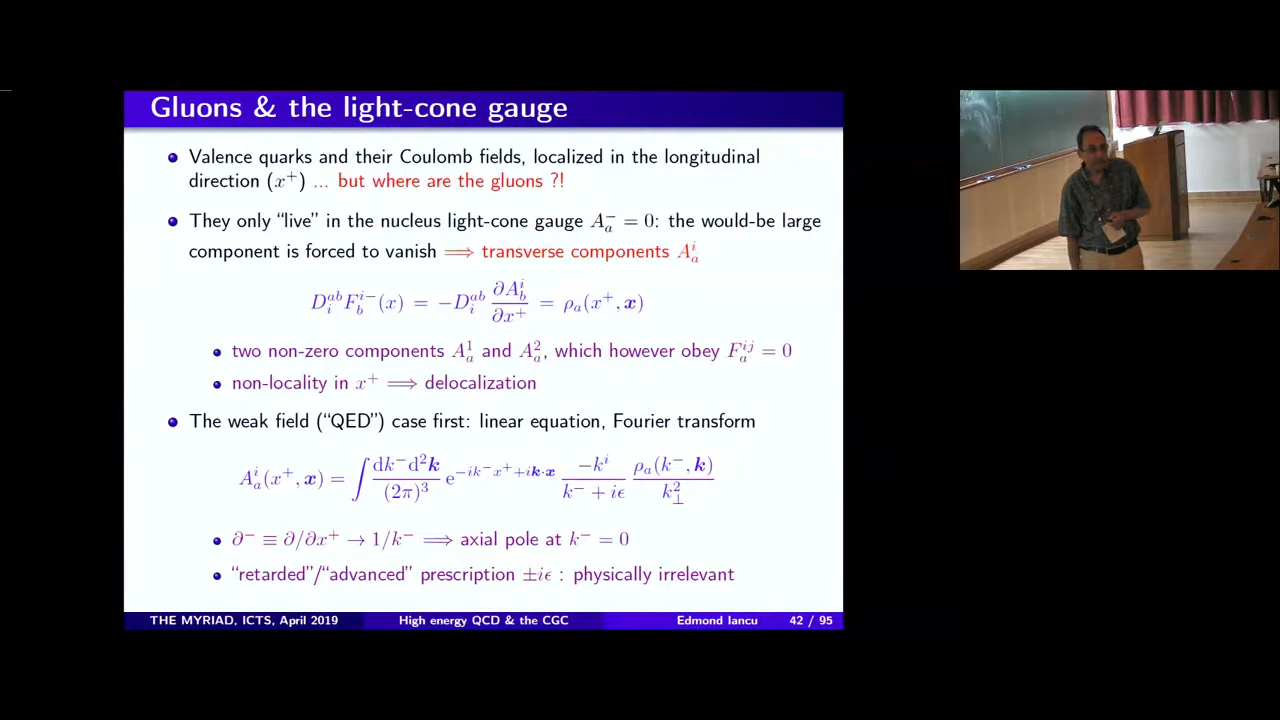 Gluons & the light-cone gauge
Valence quarks and their Coulomb fields, localized in the longitudinal
direction (x⁺) ... but where are the gluons ?!
They only “live” in the nucleus light-cone gauge A⁻ₐ = 0: the would-be large
component is forced to vanish ⟹ transverse components Aⁱₐ
Dᵢᵃᵇ F_bⁱ⁻(x) = −Dᵢᵃᵇ ∂A_bⁱ/∂x⁺ = ρₐ(x⁺, x)
two non-zero components A¹ₐ and A²ₐ, which however obey Fₐⁱʲ = 0
non-locality in x⁺ ⟹ delocalization
The weak field (“QED”) case first: linear equation, Fourier transform
Aⁱₐ(x⁺, x) = ∫ dk⁻d²k/(2π)³ e^{−ik⁻x⁺+ik·x} −kⁱ/(k⁻ + iϵ) ρₐ(k⁻, k)/k²_⊥
∂⁻ ≡ ∂/∂x⁺ → 1/k⁻ ⟹ axial pole at k⁻ = 0
“retarded”/“advanced” prescription ±iϵ : physically irrelevant
THE MYRIAD, ICTS, April 2019 High energy QCD & the CGC Edmond Iancu 42 / 95